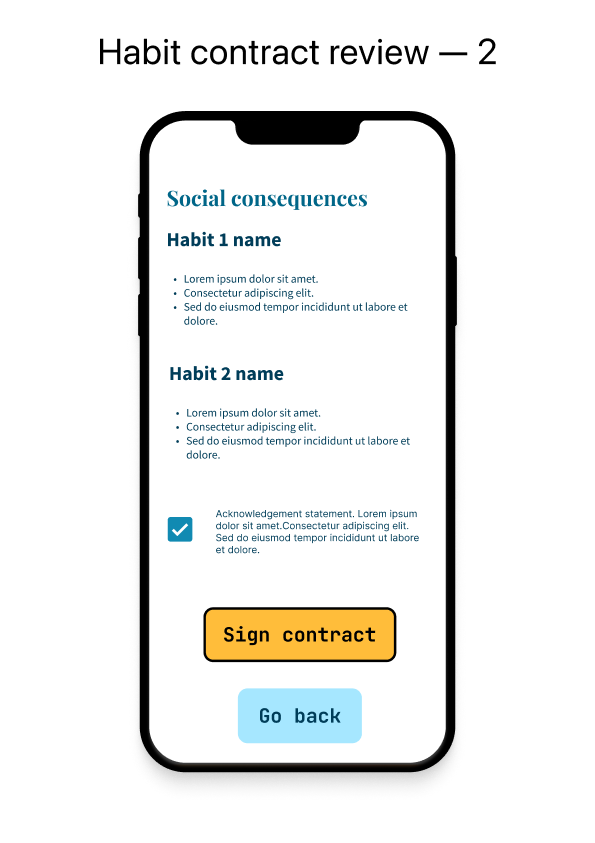 Habit contract review — 2
Social consequences
Habit 1 name
• Lorem ipsum dolor sit amet.
• Consectetur adipiscing elit.
• Sed do eiusmod tempor incididunt ut labore et
dolore.
Habit 2 name
• Lorem ipsum dolor sit amet.
• Consectetur adipiscing elit.
• Sed do eiusmod tempor incididunt ut labore et
dolore.
Acknowledgement statement. Lorem ipsum
dolor sit amet.Consectetur adipiscing elit.
Sed do eiusmod tempor incididunt ut labore
et dolore.
Sign contract
Go back